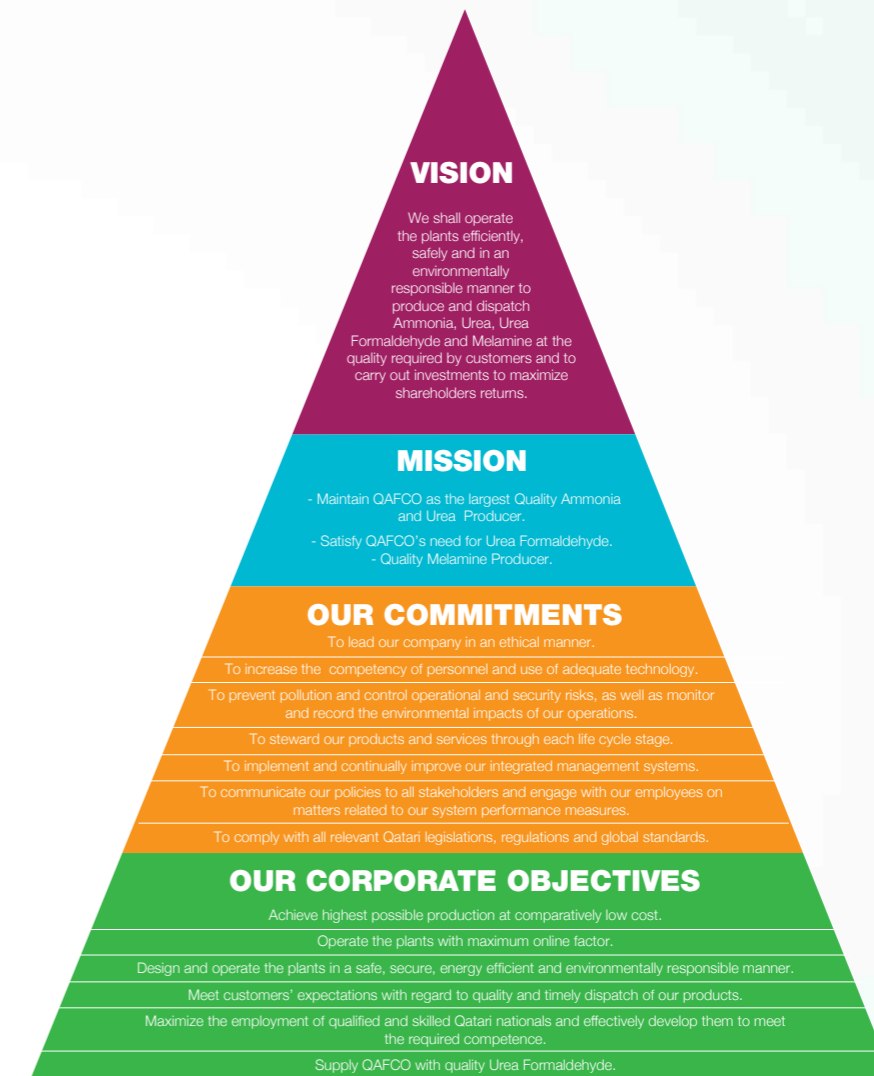 VISION
We shall operate
the plants efficiently,
safely and in an
environmentally
responsible manner to
produce and dispatch
Ammonia, Urea, Urea
Formaldehyde and Melamine at the
quality required by customers and to
carry out investments to maximize
shareholders returns.
MISSION
- Maintain QAFCO as the largest Quality Ammonia
and Urea Producer.
- Satisfy QAFCO's need for Urea Formaldehyde.
- Quality Melamine Producer.
OUR COMMITMENTS
To lead our company in an ethical manner.
To increase the competency of personnel and use of adequate technology.
To prevent pollution and control operational and security risks, as well as monitor
and record the environmental impacts of our operations.
To steward our products and services through each life cycle stage.
To implement and continually improve our integrated management systems.
To communicate our policies to all stakeholders and engage with our employees on
matters related to our system performance measures.
To comply with all relevant Qatari legislations, regulations and global standards.
OUR CORPORATE OBJECTIVES
Achieve highest possible production at comparatively low cost.
Operate the plants with maximum online factor.
Design and operate the plants in a safe, secure, energy efficient and environmentally responsible manner.
Meet customers' expectations with regard to quality and timely dispatch of our products.
Maximize the employment of qualified and skilled Qatari nationals and effectively develop them to meet
the required competence.
Supply QAFCO with quality Urea Formaldehyde.